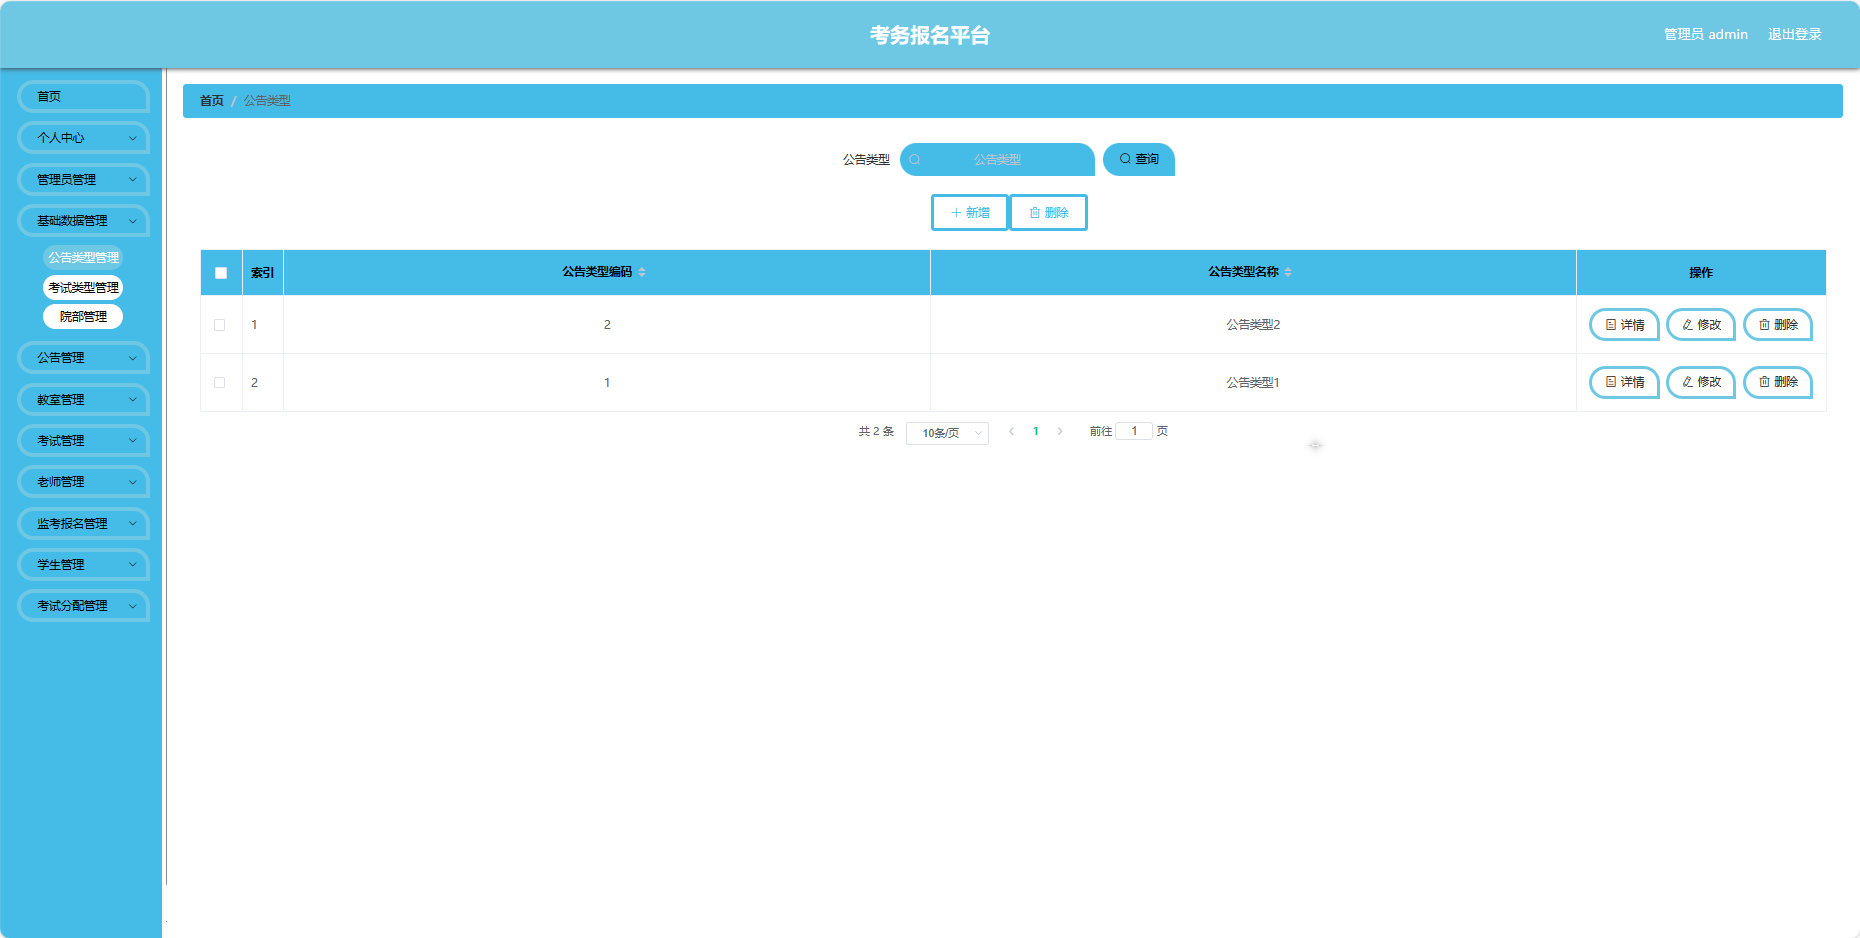 考务报名平台
管理员 admin 退出登录
首页
个人中心
管理员管理
基础数据管理
公告类型管理
考试类型管理
院部管理
公告管理
教室管理
考试管理
老师管理
监考报名管理
学生管理
考试分配管理
首页 / 公告类型
公告类型 公告类型 查询
新增 删除
索引 公告类型编码 公告类型名称 操作
1 2 公告类型2 详情 修改 删除
2 1 公告类型1 详情 修改 删除
共 2 条 10条/页 1 前往 1 页